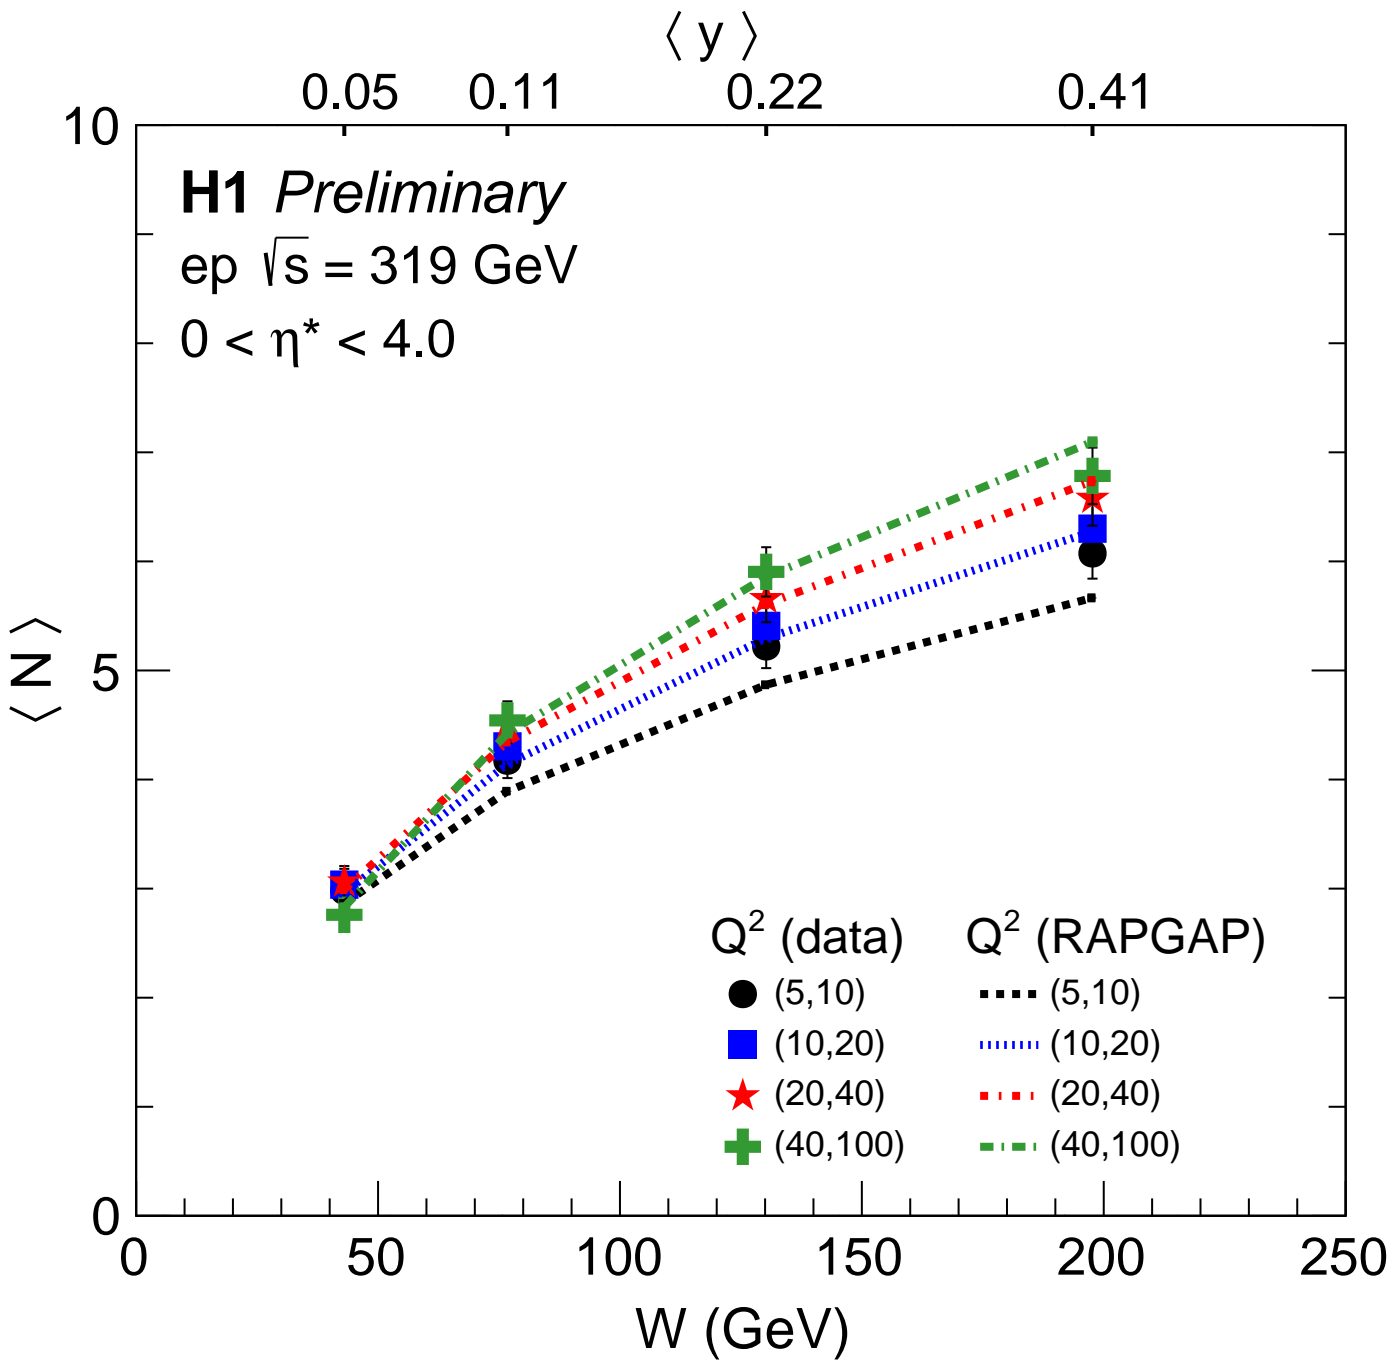 ⟨ y ⟩
0.05 0.11 0.22 0.41
10
H1 Preliminary
ep √s = 319 GeV
0 < η* < 4.0
⟨ N ⟩
5
Q² (data) Q² (RAPGAP)
(5,10) (5,10)
(10,20) (10,20)
(20,40) (20,40)
(40,100) (40,100)
0
0 50 100 150 200 250
W (GeV)